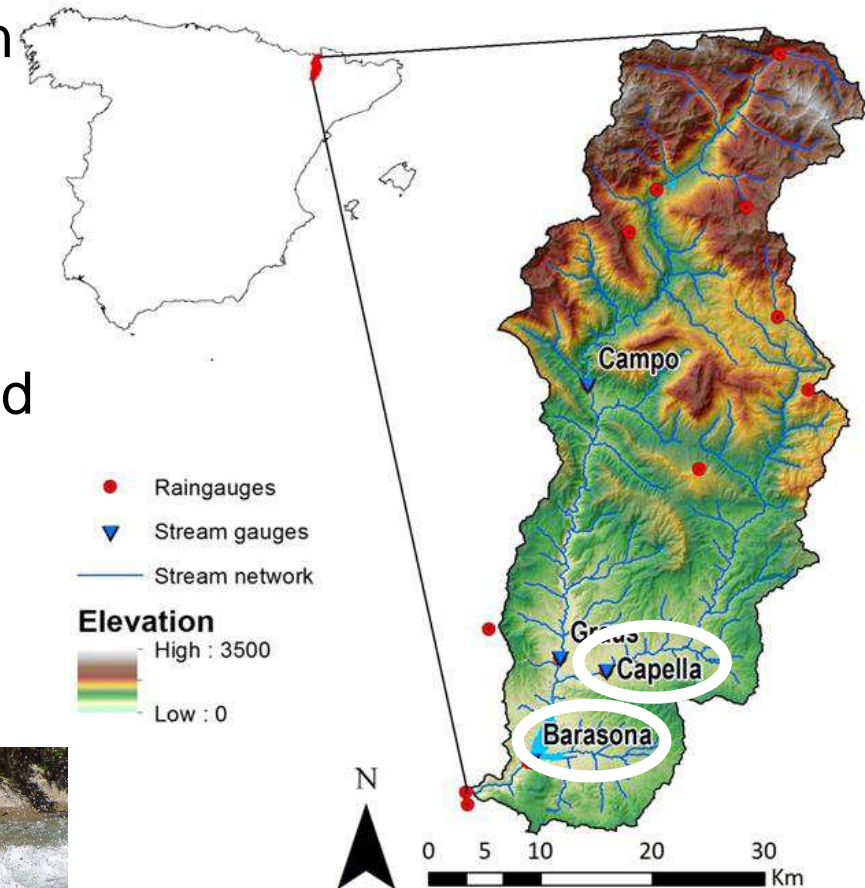 n
Campo
d
Raingauges
Stream gauges
Stream network
Elevation
High : 3500
Low : 0
Graus
Capella
Barasona
N
0 5 10 20 30
Km